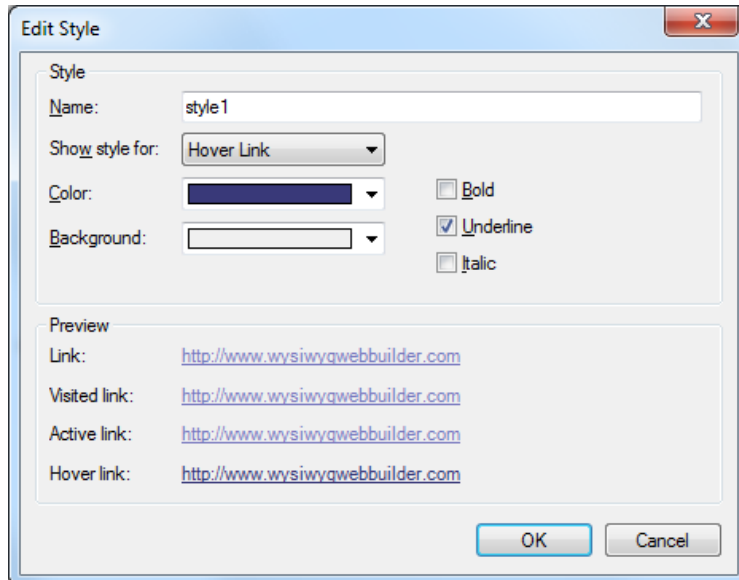 Edit Style
Style
Name: style1
Show style for: Hover Link
Color:
Bold
Underline
Background:
Italic
Preview
Link: http://www.wysiwygwebbuilder.com
Visited link: http://www.wysiwygwebbuilder.com
Active link: http://www.wysiwygwebbuilder.com
Hover link: http://www.wysiwygwebbuilder.com
OK Cancel